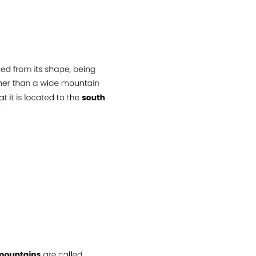 ed from its shape, being
her than a wide mountain
at it is located to the south
mountains are called